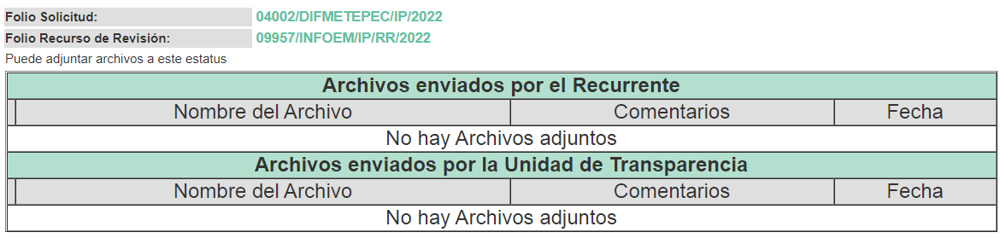 Folio Solicitud: 04002/DIFMETEPEC/IP/2022
Folio Recurso de Revisión: 09957/INFOEM/IP/RR/2022
Puede adjuntar archivos a este estatus
Archivos enviados por el Recurrente
Nombre del Archivo Comentarios Fecha
No hay Archivos adjuntos
Archivos enviados por la Unidad de Transparencia
Nombre del Archivo Comentarios Fecha
No hay Archivos adjuntos